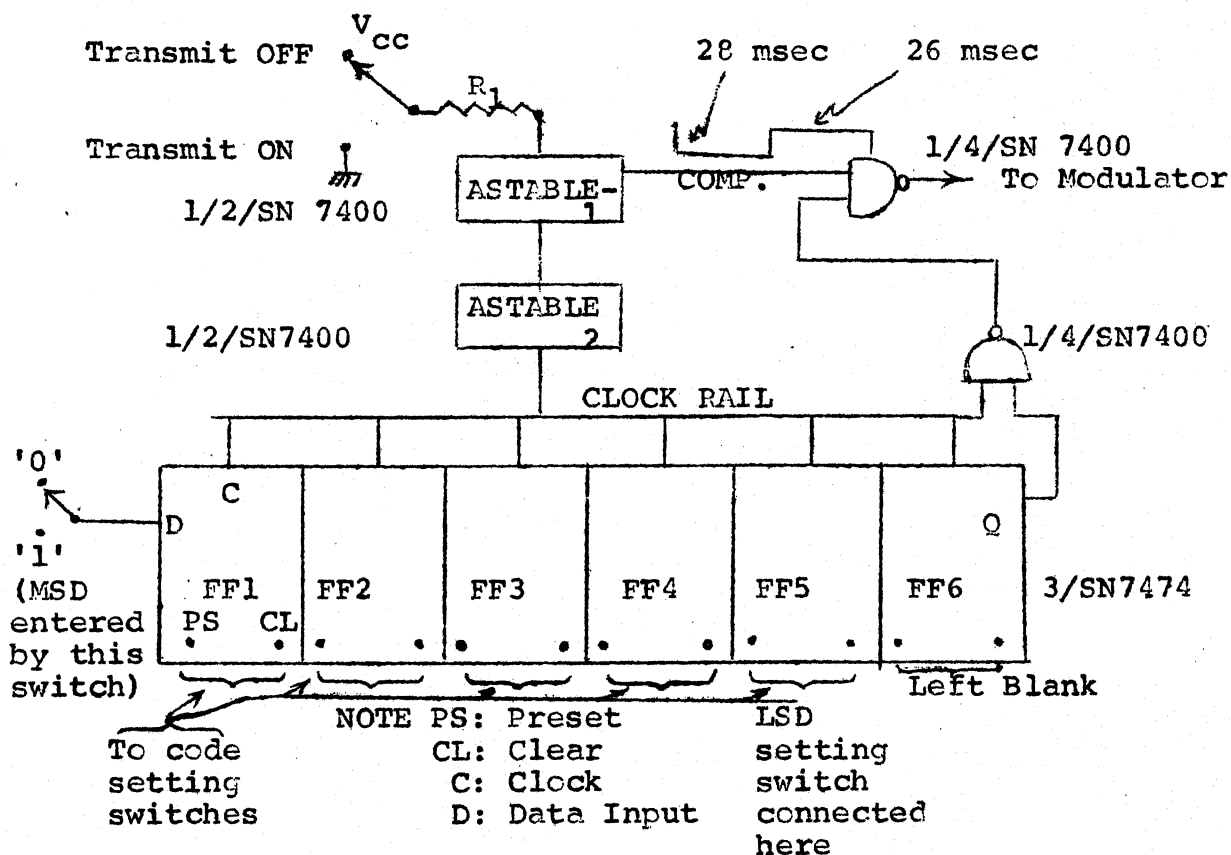 Vcc
Transmit OFF
28 msec
26 msec
R1
Transmit ON
1/4/SN 7400
To Modulator
COMP.
ASTABLE-
1
1/2/SN 7400
ASTABLE
2
1/2/SN7400
1/4/SN7400
CLOCK RAIL
'0'
C
D
Q
'1'
(MSD
entered
by this
switch)
FF1
FF2
FF3
FF4
FF5
FF6
3/SN7474
PS CL
Left Blank
To code
setting
switches
NOTE PS: Preset
CL: Clear
C: Clock
D: Data Input
LSD
setting
switch
connected
here